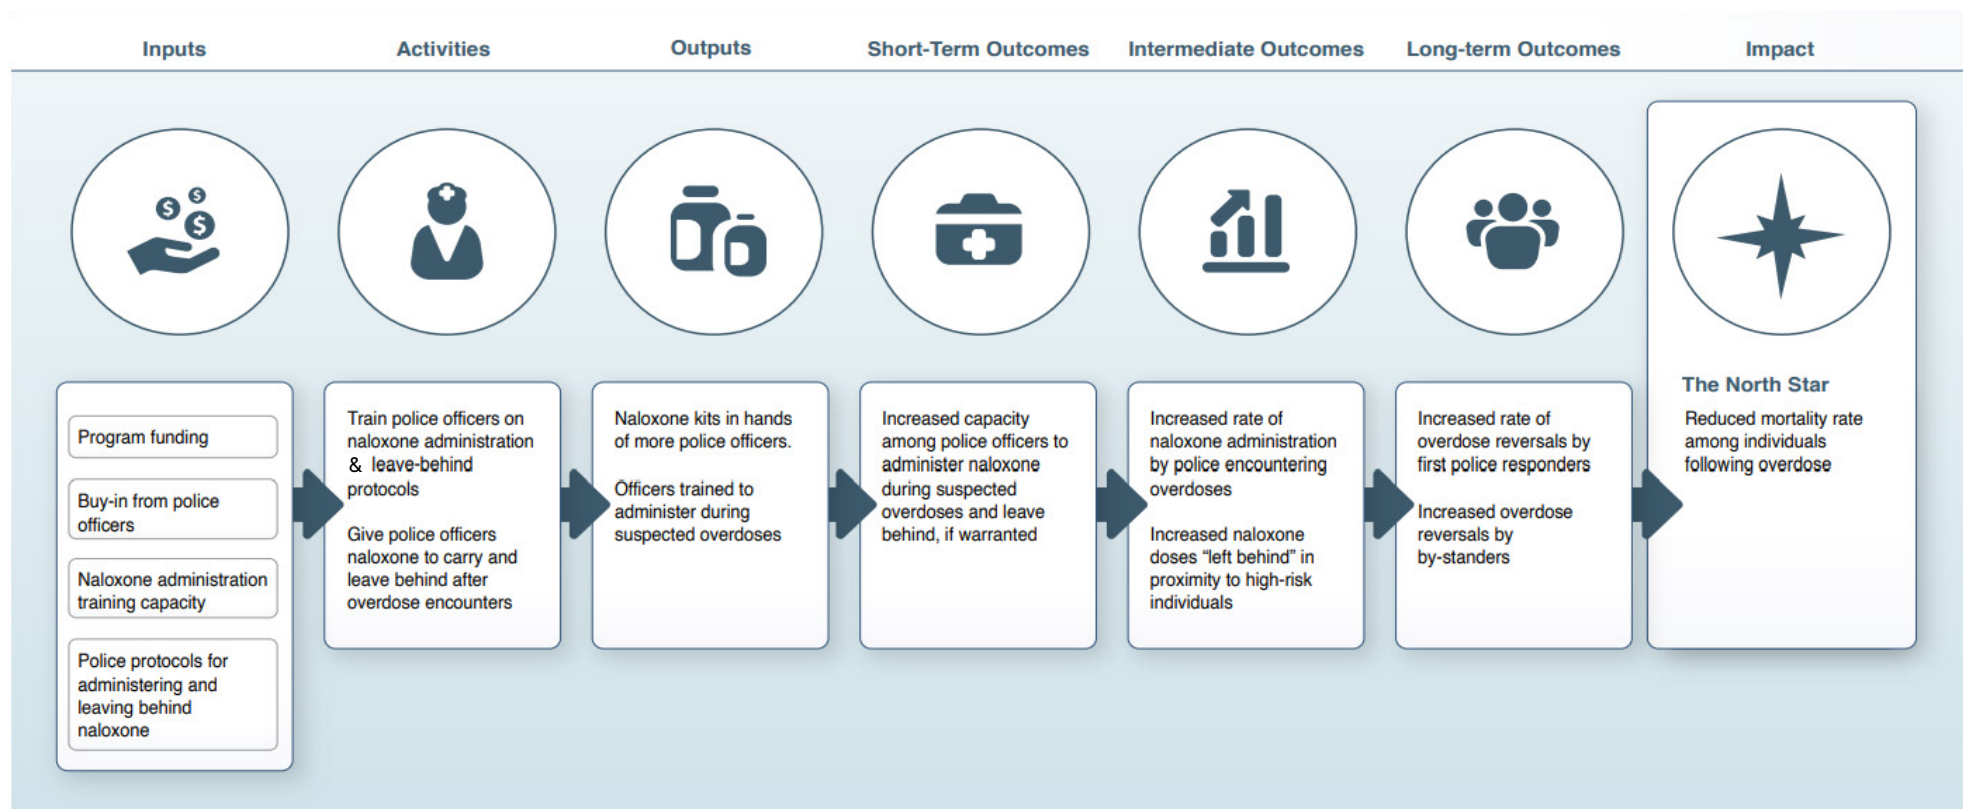 Inputs
Activities
Outputs
Short-Term Outcomes
Intermediate Outcomes
Long-term Outcomes
Impact
$
$
$
Program funding
Buy-in from police
officers
Naloxone administration
training capacity
Police protocols for
administering and
leaving behind
naloxone
Train police officers on
naloxone administration
& leave-behind
protocols
Give police officers
naloxone to carry and
leave behind after
overdose encounters
Naloxone kits in hands
of more police officers.
Officers trained to
administer during
suspected overdoses
Increased capacity
among police officers to
administer naloxone
during suspected
overdoses and leave
behind, if warranted
Increased rate of
naloxone administration
by police encountering
overdoses
Increased naloxone
doses “left behind” in
proximity to high-risk
individuals
Increased rate of
overdose reversals by
first police responders
Increased overdose
reversals by
by-standers
The North Star
Reduced mortality rate
among individuals
following overdose